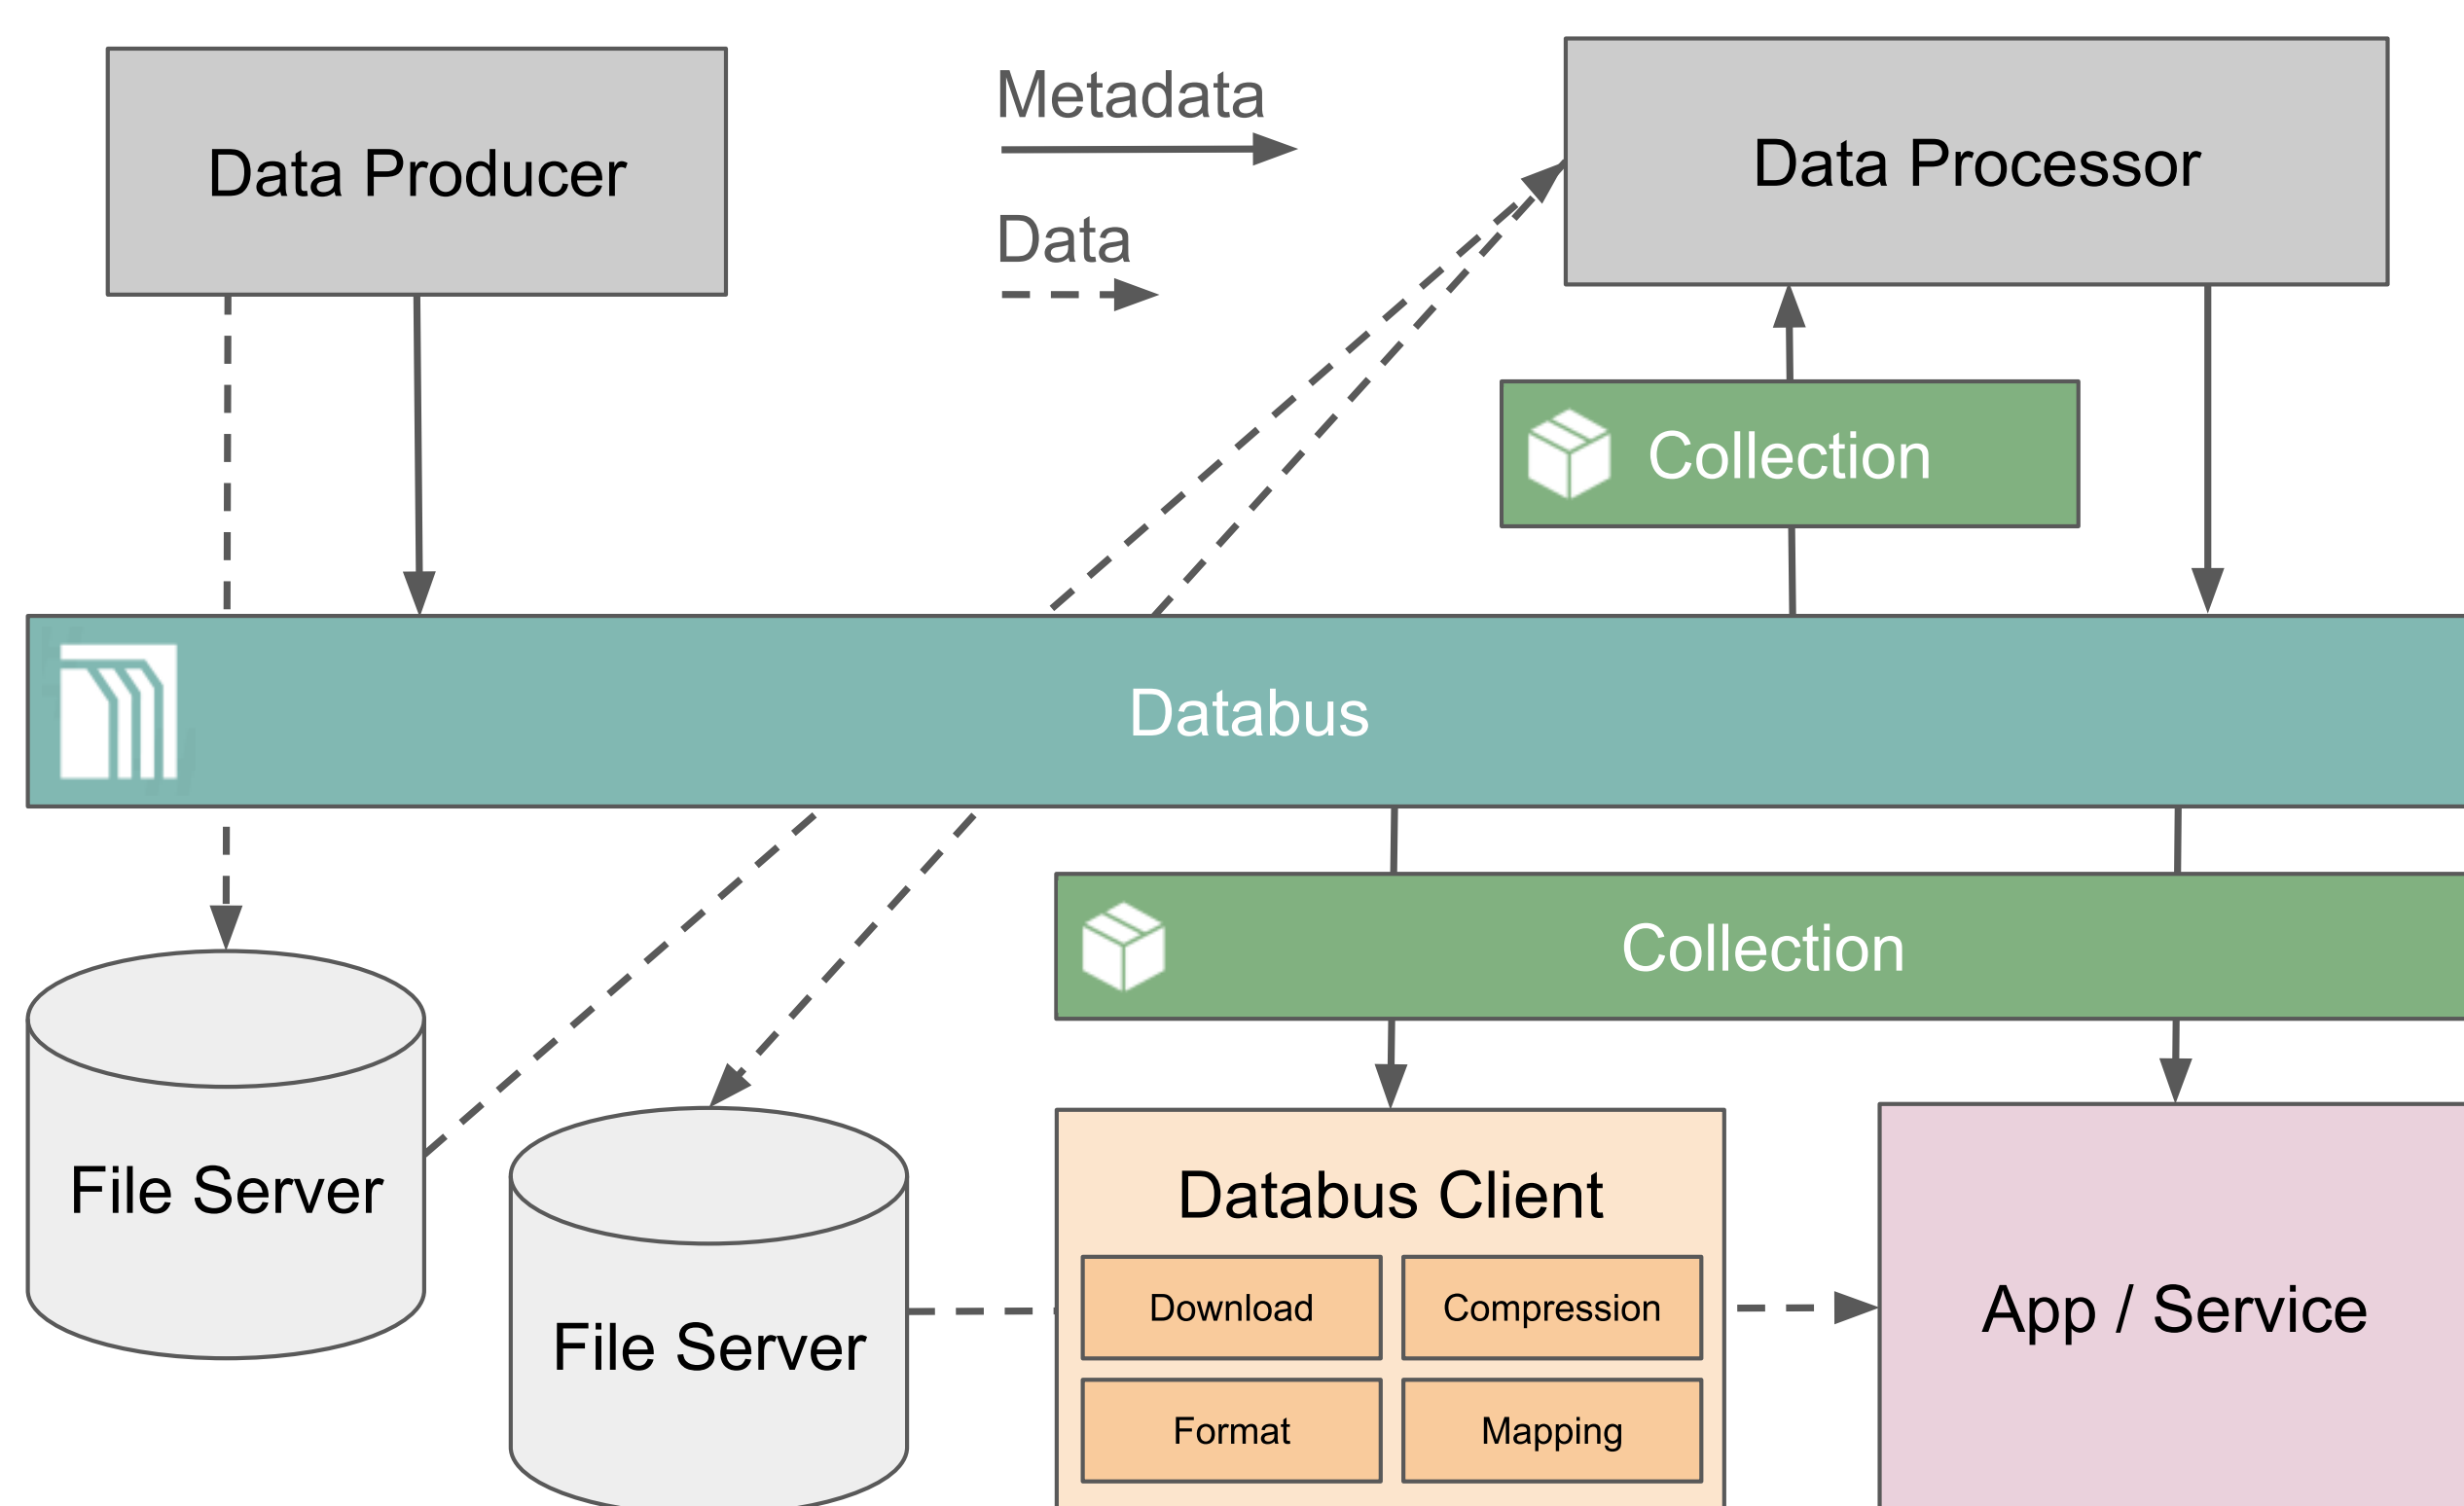 Data Producer
Metadata
Data
Data Processor
Collection
Databus
Collection
File Server
File Server
Databus Client
Download
Compression
Format
Mapping
App / Service